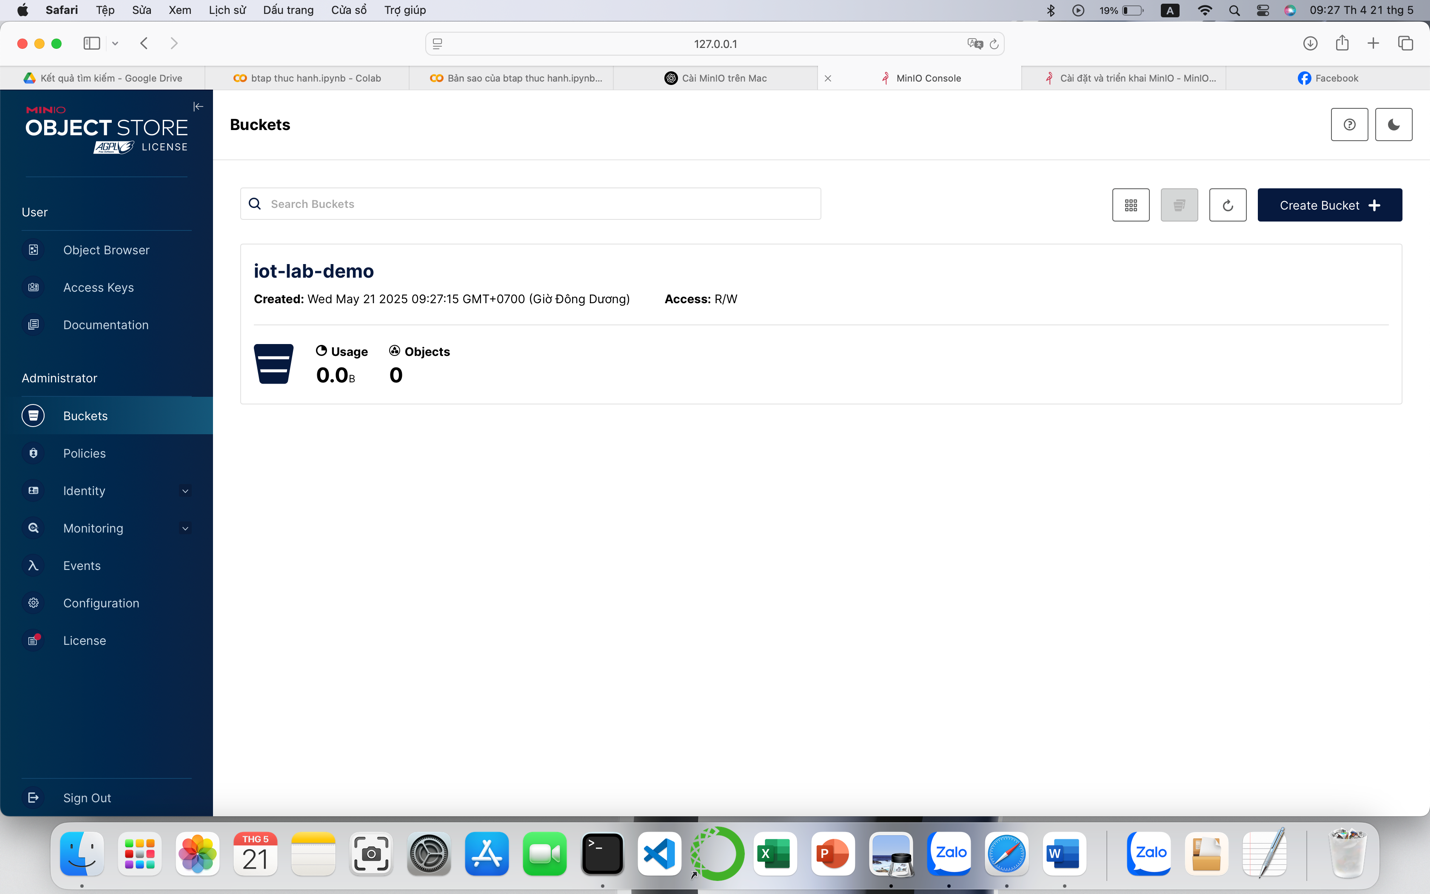 Safari Tệp Sửa Xem Lịch sử Dấu trang Cửa sổ Trợ giúp 19% A 09:27 Th 4 21 thg 5
127.0.0.1
Kết quả tìm kiếm - Google Drive
btap thuc hanh.ipynb - Colab
Bản sao của btap thuc hanh.ipynb...
Cài MinIO trên Mac
MinIO Console
Cài đặt và triển khai MinIO - MinIO...
Facebook
MINIO
OBJECT STORE
AGPL LICENSE
Buckets
User
Object Browser
Access Keys
Documentation
Administrator
Buckets
Policies
Identity
Monitoring
Events
Configuration
License
Sign Out
Search Buckets
Create Bucket
iot-lab-demo
Created: Wed May 21 2025 09:27:15 GMT+0700 (Giờ Đông Dương) Access: R/W
Usage Objects
0.0B 0
THG 5
21
X
P
Zalo
W
Zalo